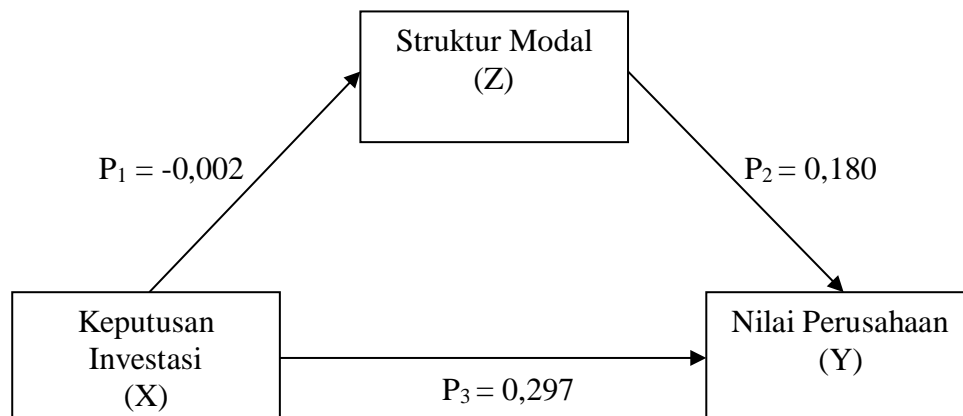 Struktur Modal
(Z)
P₁ = -0,002
P₂ = 0,180
Keputusan
Investasi
(X)
Nilai Perusahaan
(Y)
P₃ = 0,297